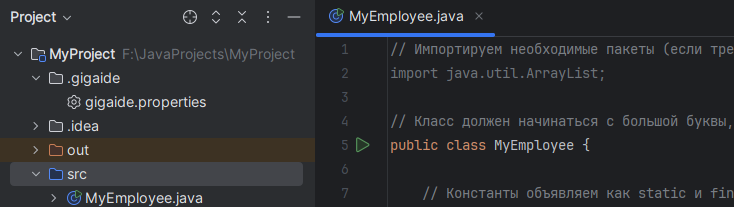 Project
MyProject F:\JavaProjects\MyProject
.gigaide
gigaide.properties
.idea
out
src
MyEmployee.java
MyEmployee.java
1 // Импортируем необходимые пакеты (если тре
2 import java.util.ArrayList;
3
4 // Класс должен начинаться с большой буквы,
5 public class MyEmployee {
6
7 // Константы объявляем как static и fin